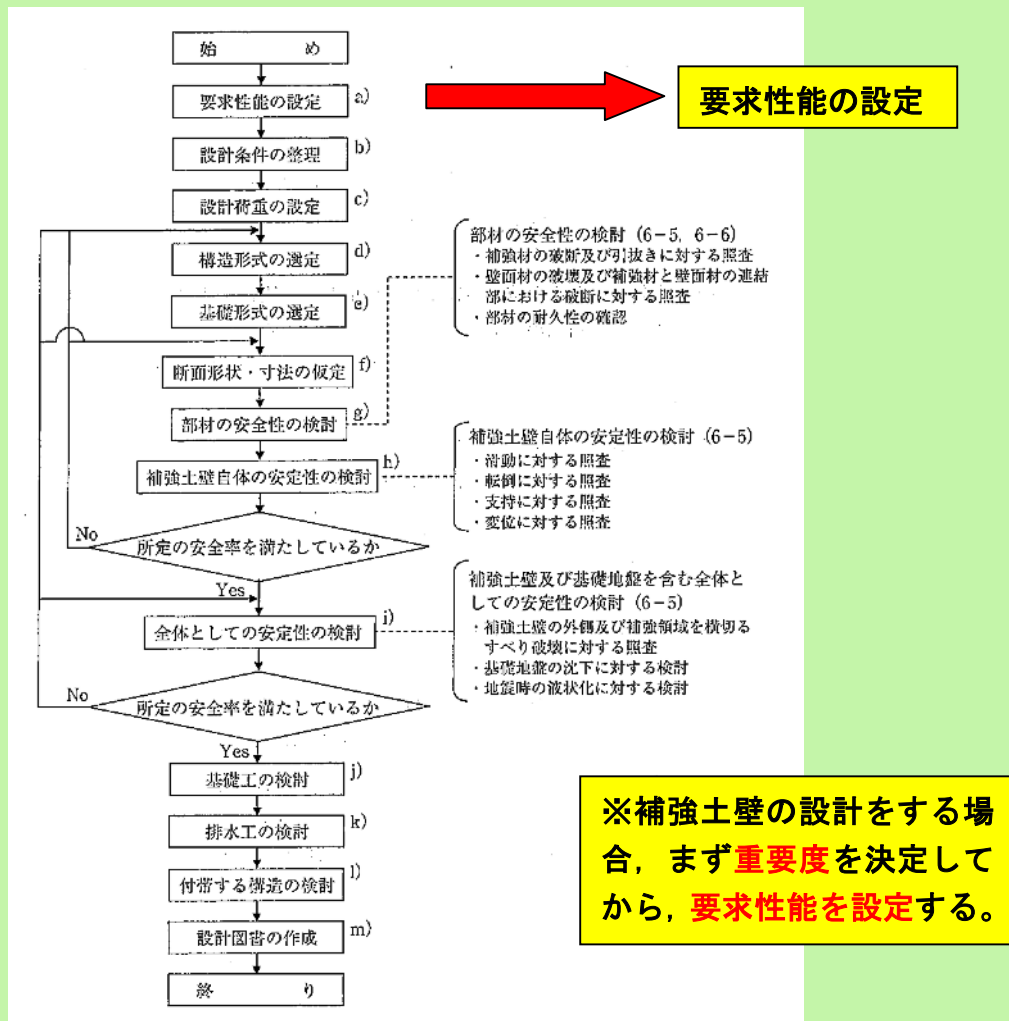 始 め
要求性能の設定 a)
要求性能の設定
設計条件の整理 b)
設計荷重の設定 c)
構造形式の選定 d)
基礎形式の選定 e)
断面形状・寸法の仮定 f)
部材の安全性の検討 g)
部材の安全性の検討 (6-5, 6-6)
・補強材の破断及び引抜きに対する照査
・壁面材の破壊及び補強材と壁面材の連結
部における破断に対する照査
・部材の耐久性の確認
補強土壁自体の安定性の検討 h)
補強土壁自体の安定性の検討 (6-5)
・滑動に対する照査
・転倒に対する照査
・支持に対する照査
・変位に対する照査
No
所定の安全率を満たしているか
Yes
全体としての安定性の検討 i)
補強土壁及び基礎地盤を含む全体と
しての安定性の検討 (6-5)
・補強土壁の外側及び補強領域を横切る
すべり破壊に対する照査
・基礎地盤の沈下に対する検討
・地震時の液状化に対する検討
No
所定の安全率を満たしているか
Yes
基礎工の検討 j)
排水工の検討 k)
付帯する構造の検討 l)
設計図書の作成 m)
終 り
※補強土壁の設計をする場
合，まず重要度を決定して
から，要求性能を設定する。